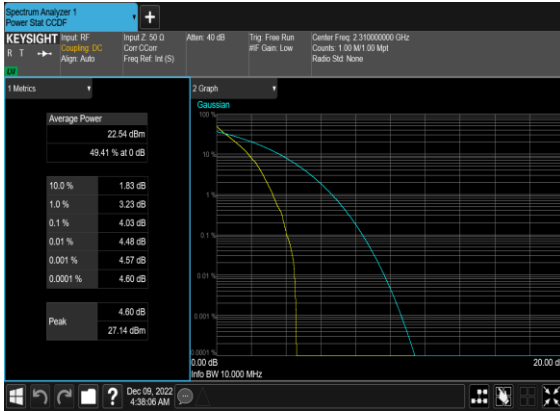 Spectrum Analyzer 1
Power Stat CCDF
KEYSIGHT
R T
LXI
Input: RF
Coupling: DC
Align: Auto
Input Z: 50 Ω
Corr CCorr
Freq Ref: Int (S)
Atten: 40 dB
Trig: Free Run
#IF Gain: Low
Center Freq: 2.310000000 GHz
Counts: 1.00 M/1.00 Mpt
Radio Std: None
1 Metrics
Average Power
22.54 dBm
49.41 % at 0 dB
10.0 % 1.83 dB
1.0 % 3.23 dB
0.1 % 4.03 dB
0.01 % 4.48 dB
0.001 % 4.57 dB
0.0001 % 4.60 dB
Peak
4.60 dB
27.14 dBm
2 Graph
Gaussian
100 %
10 %
1 %
0.1 %
0.01 %
0.001 %
0.0001 %
0.00 dB
20.00 d
Info BW 10.000 MHz
?
Dec 09, 2022
4:38:06 AM